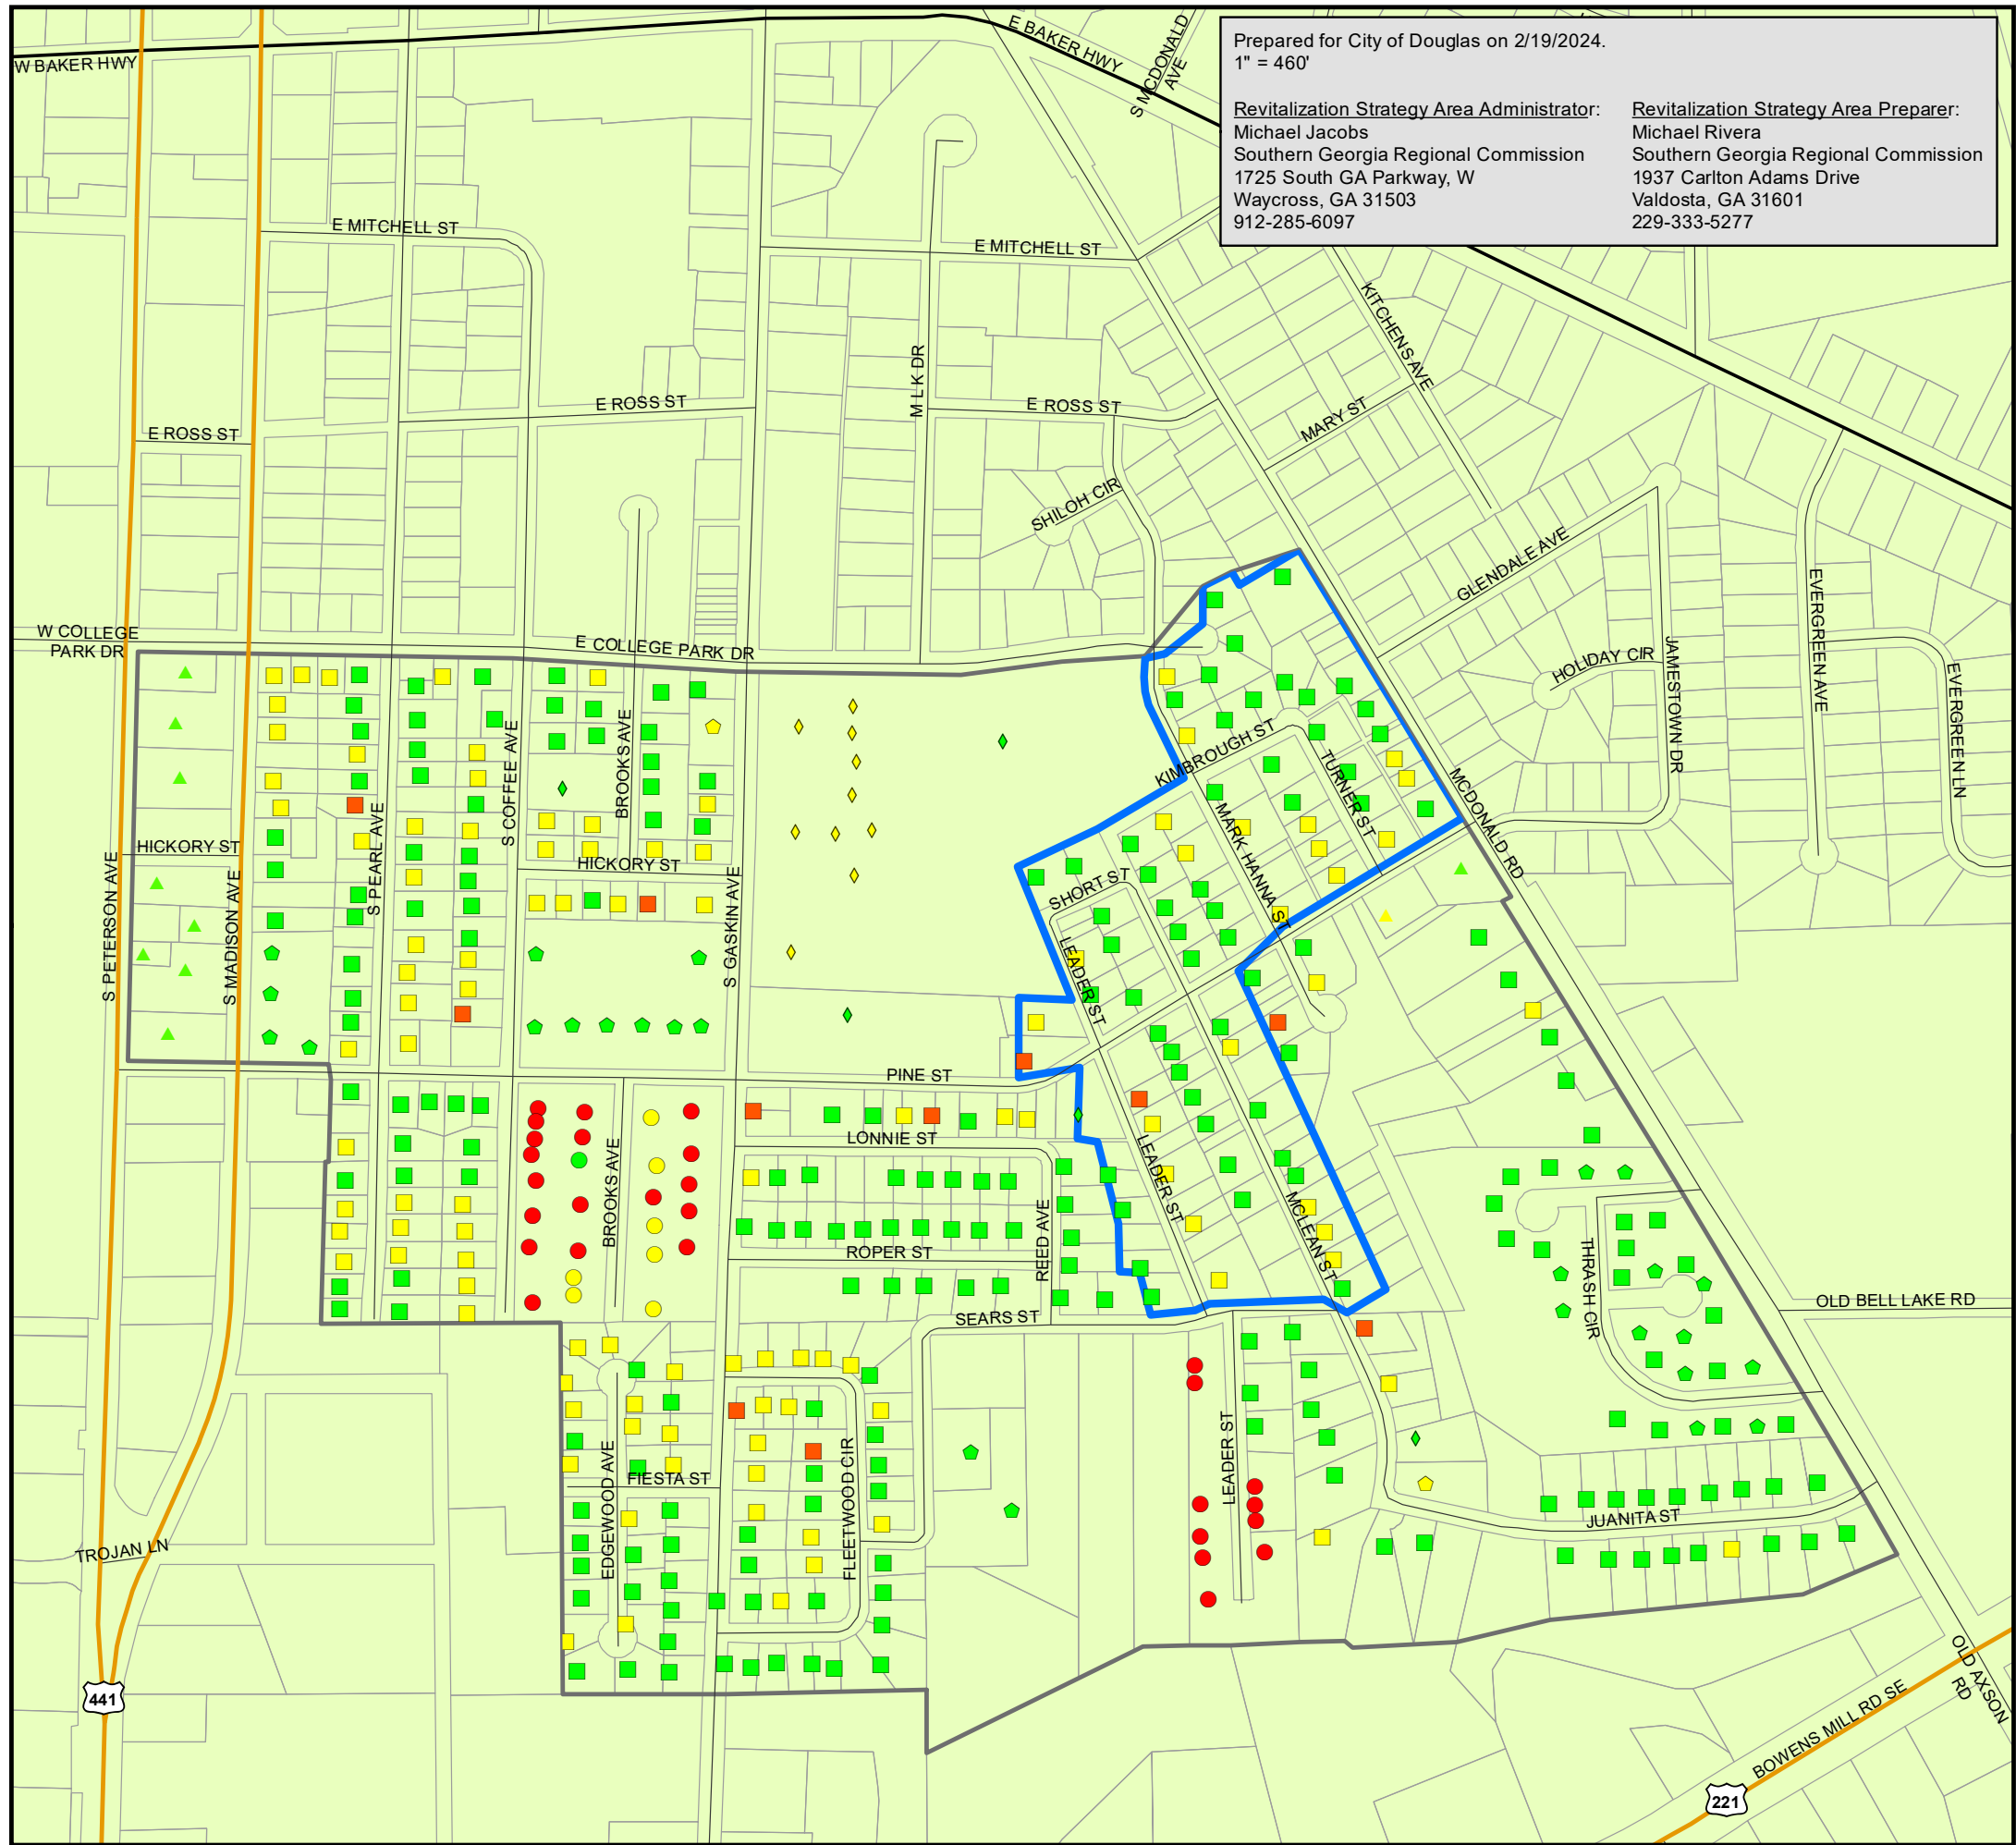 W BAKER HWY
E BAKER HWY
S MCDONALD
AVE
Prepared for City of Douglas on 2/19/2024.
1" = 460'
Revitalization Strategy Area Administrator:
Michael Jacobs
Southern Georgia Regional Commission
1725 South GA Parkway, W
Waycross, GA 31503
912-285-6097
Revitalization Strategy Area Preparer:
Michael Rivera
Southern Georgia Regional Commission
1937 Carlton Adams Drive
Valdosta, GA 31601
229-333-5277
E MITCHELL ST
E MITCHELL ST
KITCHENS AVE
M L K DR
E ROSS ST
E ROSS ST
E ROSS ST
MARY ST
SHILOH CIR
GLENDALE AVE
EVERGREEN AVE
W COLLEGE
PARK DR
E COLLEGE PARK DR
HOLIDAY CIR
JAMESTOWN DR
EVERGREEN LN
S COFFEE AVE
BROOKS AVE
KIMBROUGH ST
TURNER ST
MCDONALD RD
S PEARL AVE
MARK HANNA ST
HICKORY ST
HICKORY ST
S PETERSON AVE
S MADISON AVE
S GASKIN AVE
SHORT ST
LEADER ST
PINE ST
LONNIE ST
BROOKS AVE
LEADER ST
REED AVE
ROPER ST
MCLEAN ST
THRASH CIR
OLD BELL LAKE RD
SEARS ST
EDGEWOOD AVE
FIESTA ST
FLEETWOOD CIR
LEADER ST
JUANITA ST
TROJAN LN
441
OLD AXSON
RD
BOWENS MILL RD SE
221